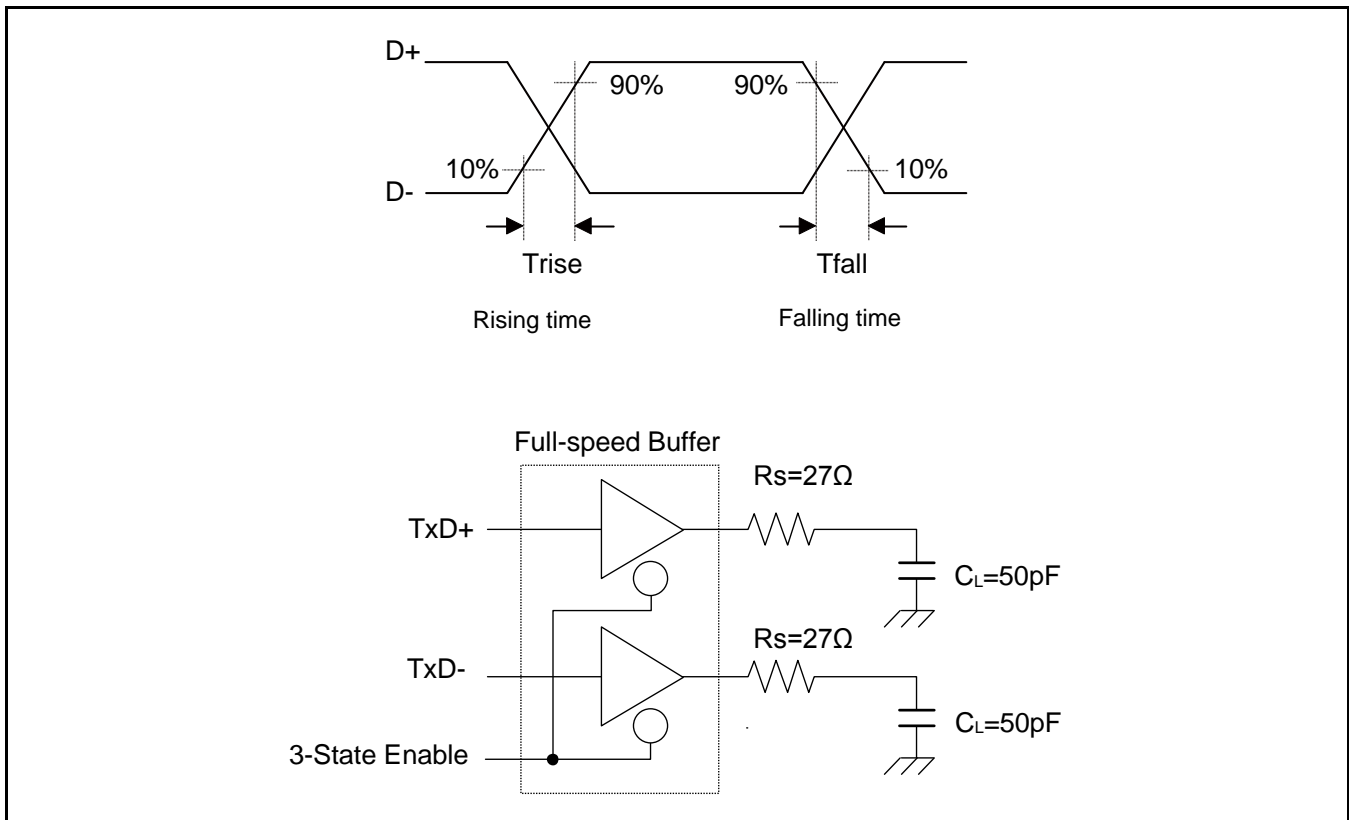 D+
90%
90%
10%
10%
D-
Trise
Tfall
Rising time
Falling time
Full-speed Buffer
Rs=27Ω
TxD+
CL=50pF
Rs=27Ω
TxD-
CL=50pF
3-State Enable